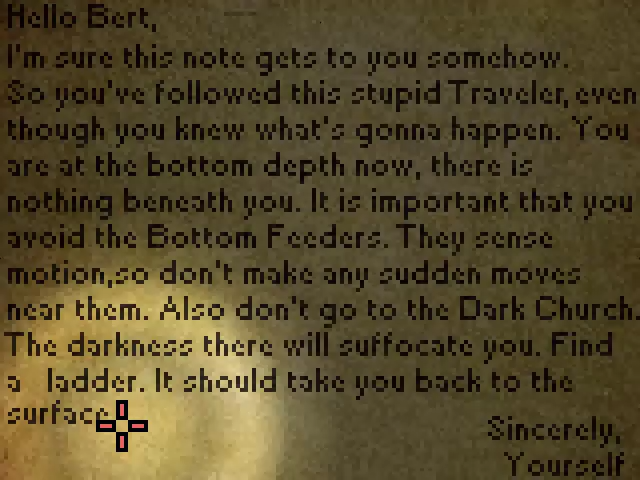 Hello Bert,
I'm sure this note gets to you somehow.
So you've followed this stupid Traveler, even
though you knew what's gonna happen. You
are at the bottom depth now, there is
nothing beneath you. It is important that you
avoid the Bottom Feeders. They sense
motion,so don't make any sudden moves
near them. Also don't go to the Dark Church.
The darkness there will suffocate you. Find
a ladder. It should take you back to the
surface.
Sincerely,
Yourself